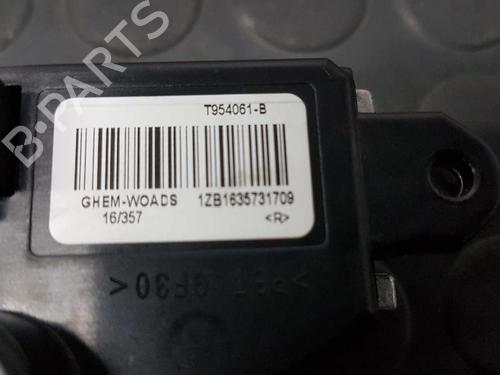 B-PARTS
T954061-B
GHEM-WOADS 1ZB1635731709
16/357 <R>